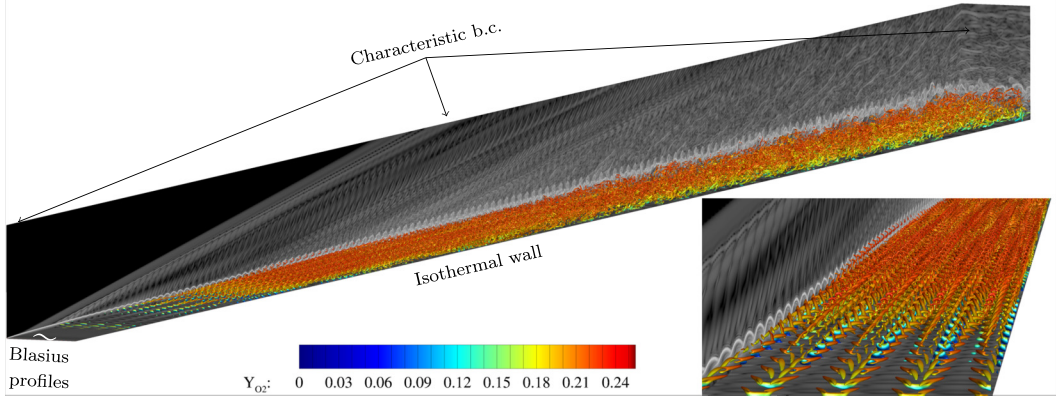 Characteristic b.c.
Isothermal wall
Blasius
profiles
Y_O2: 0 0.03 0.06 0.09 0.12 0.15 0.18 0.21 0.24